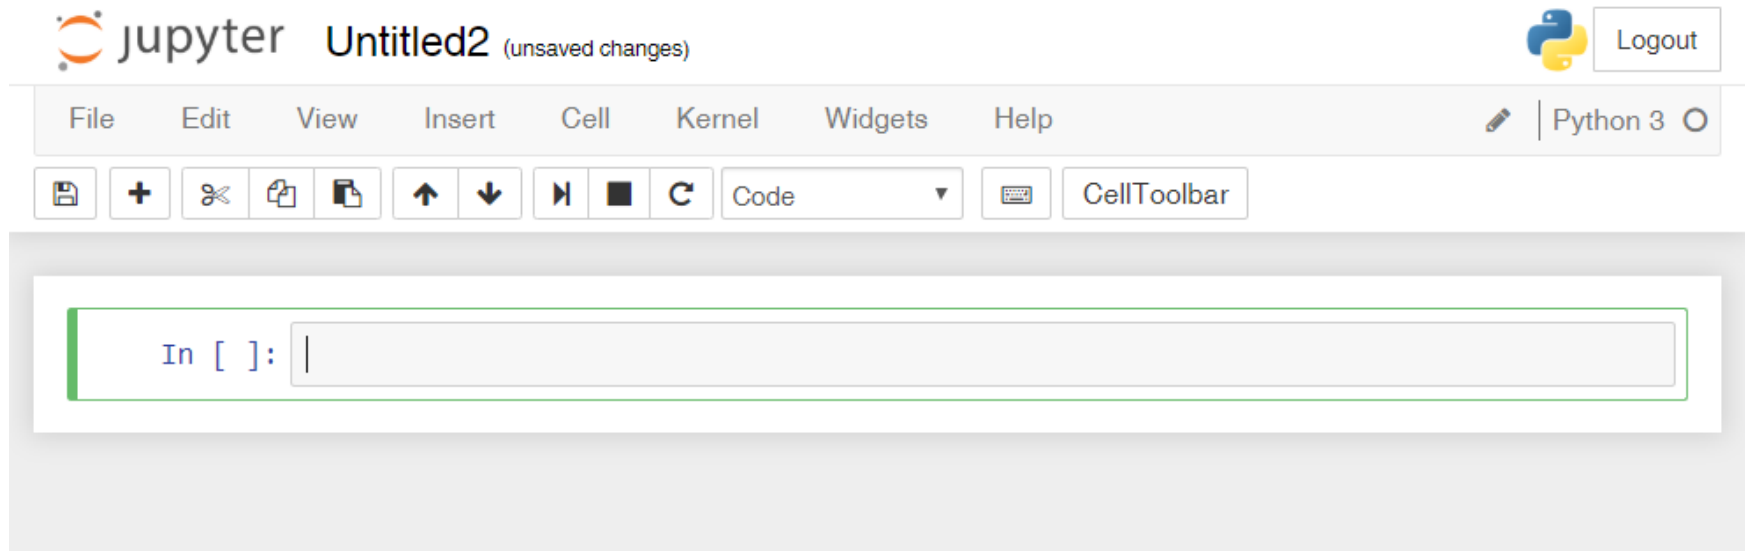 jupyter Untitled2 (unsaved changes) Logout
File Edit View Insert Cell Kernel Widgets Help Python 3
Code CellToolbar
In [ ]: